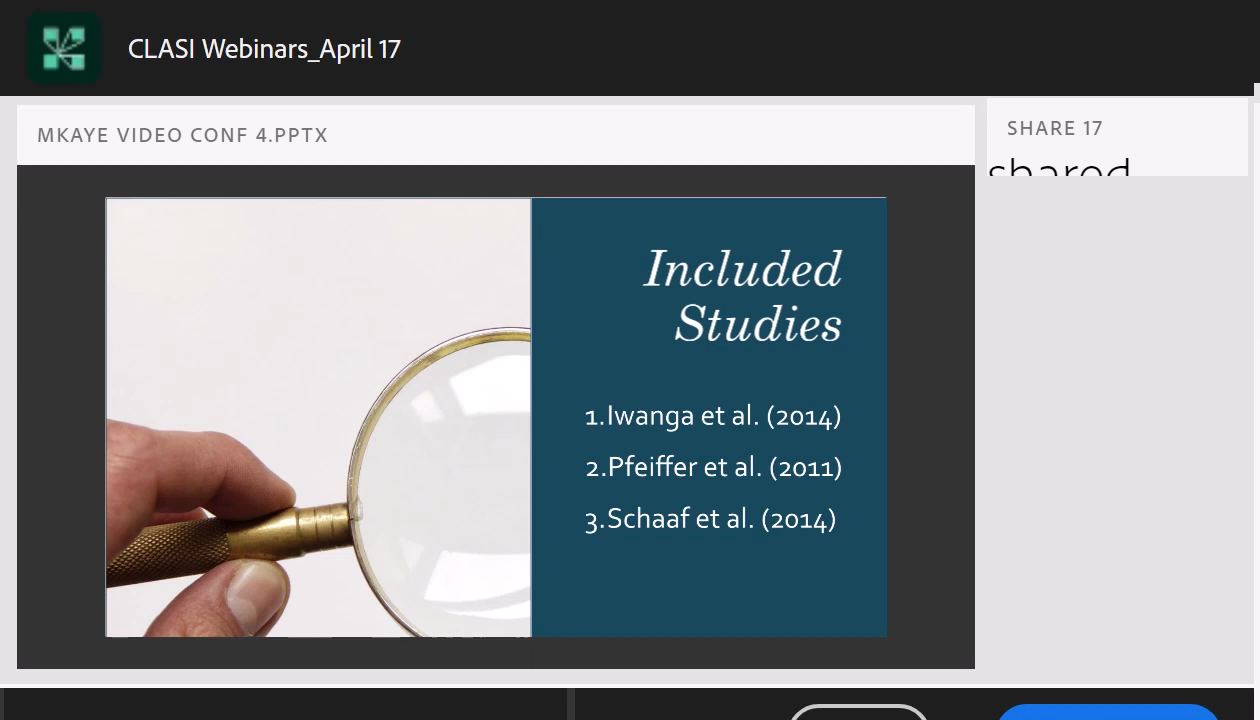 CLASI Webinars_April 17
MKAYE VIDEO CONF 4.PPTX
SHARE 17
shared
Included
Studies
1.Iwanga et al. (2014)
2.Pfeiffer et al. (2011)
3.Schaaf et al. (2014)